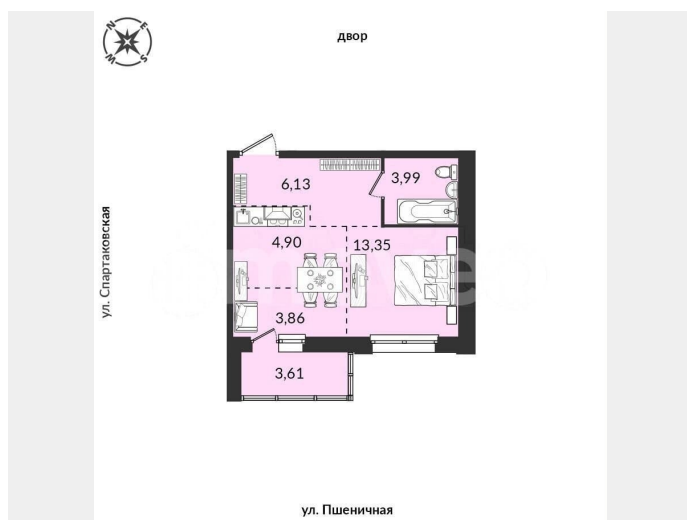 N
E
W
S
двор
6,13
3,99
4,90
13,35
3,86
3,61
ул. Спартаковская
ул. Пшеничная